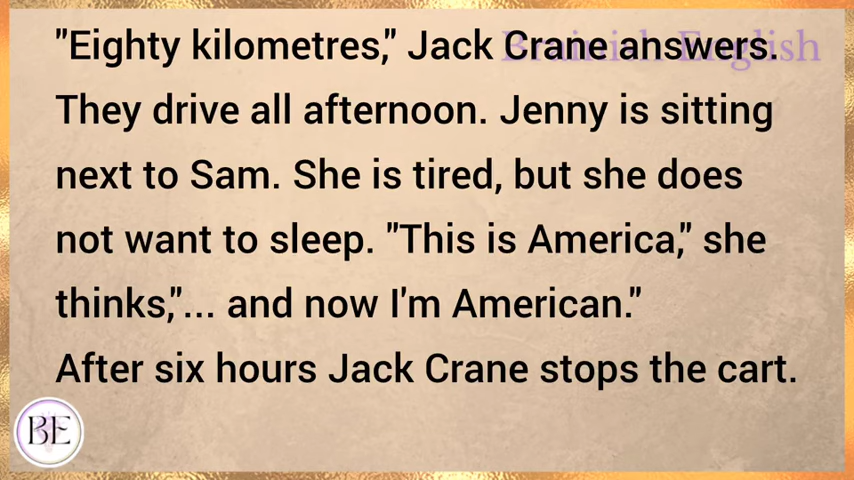 "Eighty kilometres," Jack Crane answers.
Brainish English
They drive all afternoon. Jenny is sitting
next to Sam. She is tired, but she does
not want to sleep. "This is America," she
thinks,"... and now I'm American."
After six hours Jack Crane stops the cart.
BE